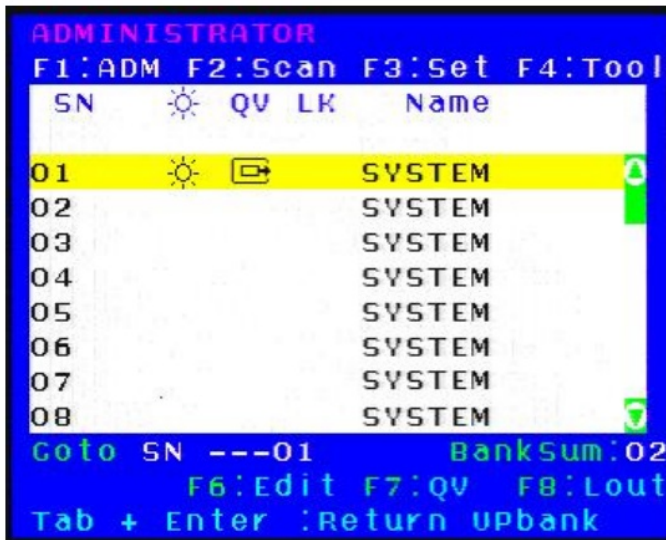 ADMINISTRATOR
F1:ADM F2:Scan F3:Set F4:Tool
SN QV LK Name
01 SYSTEM
02 SYSTEM
03 SYSTEM
04 SYSTEM
05 SYSTEM
06 SYSTEM
07 SYSTEM
08 SYSTEM
Goto SN ---01 BankSum:02
F6:Edit F7:QV F8:Lout
Tab + Enter :Return UPbank